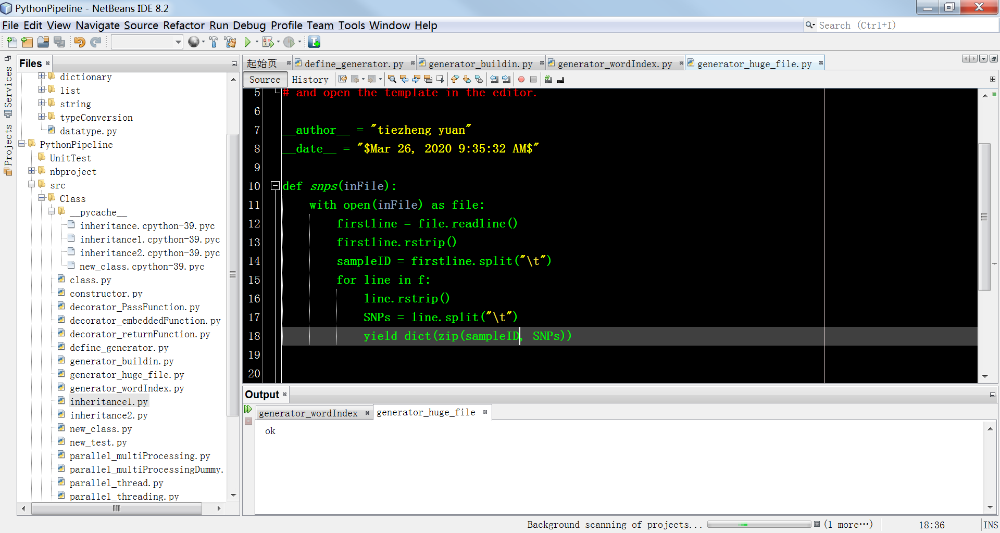 PythonPipeline - NetBeans IDE 8.2
File Edit View Navigate Source Refactor Run Debug Profile Team Tools Window Help
Search (Ctrl+I)
Services
Projects
Files
dictionary
list
string
typeConversion
datatype.py
PythonPipeline
UnitTest
nbproject
src
Class
__pycache__
inheritance.cpython-39.pyc
inheritance1.cpython-39.pyc
inheritance2.cpython-39.pyc
new_class.cpython-39.pyc
class.py
constructor.py
decorator_PassFunction.py
decorator_embeddedFunction.py
decorator_returnFunction.py
define_generator.py
generator_buildin.py
generator_huge_file.py
generator_wordIndex.py
inheritance1.py
inheritance2.py
new_class.py
new_test.py
parallel_multiProcessing.py
parallel_multiProcessingDummy.
parallel_thread.py
parallel_threading.py
起始页 define_generator.py generator_buildin.py generator_wordIndex.py generator_huge_file.py
Source History
5 # and open the template in the editor.
6
7 __author__ = "tiezheng yuan"
8 __date__ = "$Mar 26, 2020 9:35:32 AM$"
9
10 def snps(inFile):
11 with open(inFile) as file:
12 firstline = file.readline()
13 firstline.rstrip()
14 sampleID = firstline.split("\t")
15 for line in f:
16 line.rstrip()
17 SNPs = line.split("\t")
18 yield dict(zip(sampleID, SNPs))
19
20
Output
generator_wordIndex generator_huge_file
ok
Background scanning of projects... (1 more…) 18:36 INS